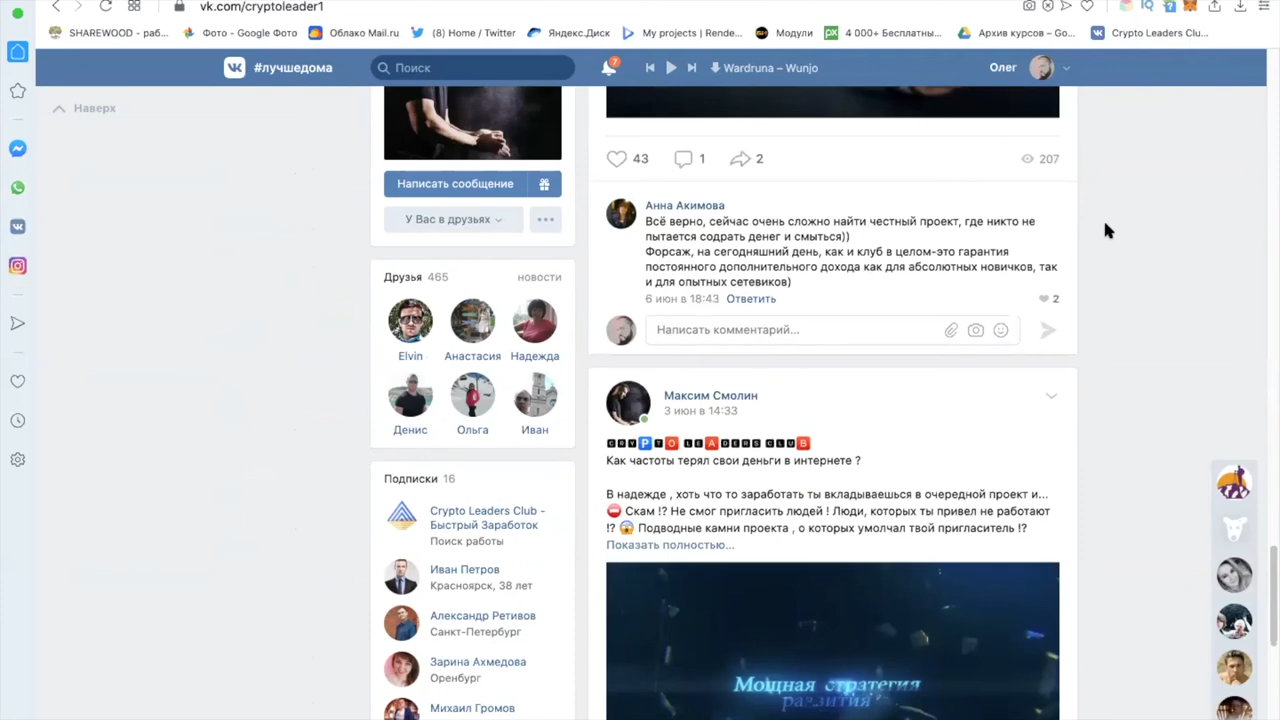 vk.com/cryptoleader1
SHAREWOOD - раб...
Фото - Google Фото
Облако Mail.ru
(8) Home / Twitter
Яндекс.Диск
My projects | Rende...
Модули
4 000+ Бесплатны...
Архив курсов – Go...
Crypto Leaders Clu...
#лучшедома
Поиск
7
Wardruna – Wunjo
Олег
Наверх
Написать сообщение
У Вас в друзьях
Друзья 465
новости
Elvin
Анастасия
Надежда
Денис
Ольга
Иван
Подписки 16
Crypto Leaders Club -
Быстрый Заработок
Поиск работы
Иван Петров
Красноярск, 38 лет
Александр Ретивов
Санкт-Петербург
Зарина Ахмедова
Оренбург
Михаил Громов
43
1
2
207
Анна Акимова
Всё верно, сейчас очень сложно найти честный проект, где никто не
пытается содрать денег и смыться))
Форсаж, на сегодняшний день, как и клуб в целом-это гарантия
постоянного дополнительного дохода как для абсолютных новичков, так
и для опытных сетевиков)
6 июн в 18:43 Ответить
2
Написать комментарий...
Максим Смолин
3 июн в 14:33
CRYPTO LEADERS CLUB
Как частоты терял свои деньги в интернете ?
В надежде , хоть что то заработать ты вкладываешься в очередной проект и...
⛔ Скам !? Не смог пригласить людей ! Люди, которых ты привел не работают
!? 😱 Подводные камни проекта , о которых умолчал твой пригласитель !?
Показать полностью...
Мощная стратегия
развития